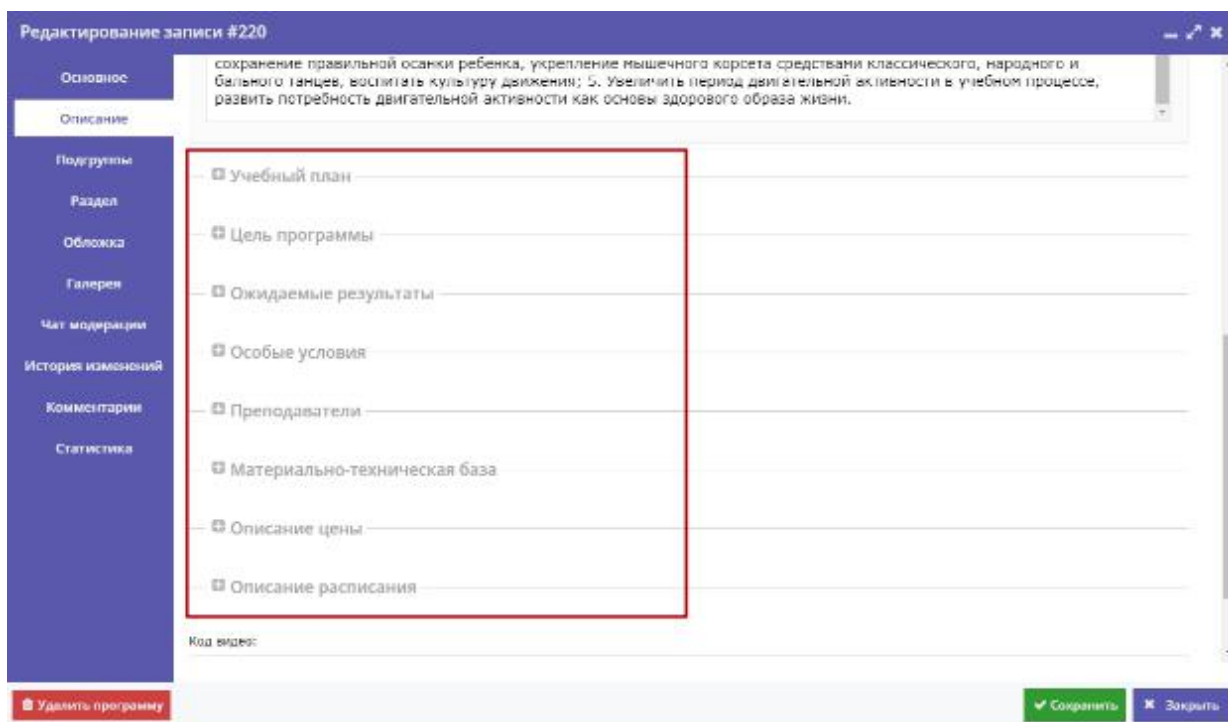 Редактирование записи #220
Основное
Описание
Подгруппы
Раздел
Обложка
Галерея
Чат модерации
История изменений
Комментарии
Статистика
сохранение правильной осанки ребенка, укрепление мышечного корсета средствами классического, народного и
бального танцев, воспитать культуру движения; 5. Увеличить период двигательной активности в учебном процессе,
развить потребность двигательной активности как основы здорового образа жизни.
Учебный план
Цель программы
Ожидаемые результаты
Особые условия
Преподаватели
Материально-техническая база
Описание цены
Описание расписания
Код видео:
Удалить программу
Сохранить
Закрыть